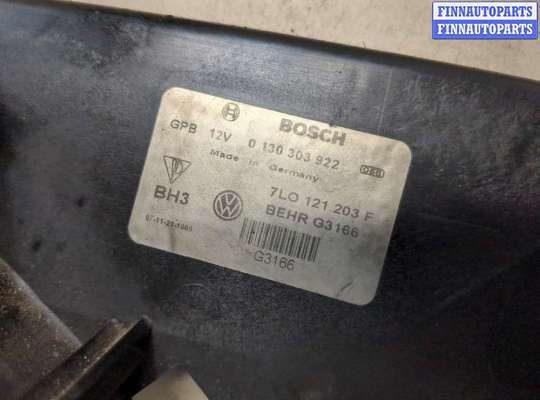 FINNAUTOPARTS
FINNAUTOPARTS
BOSCH
GPB 12V 0 130 303 922
Made in Germany
7L0 121 203 F
BH3
BEHR G3166
G3166